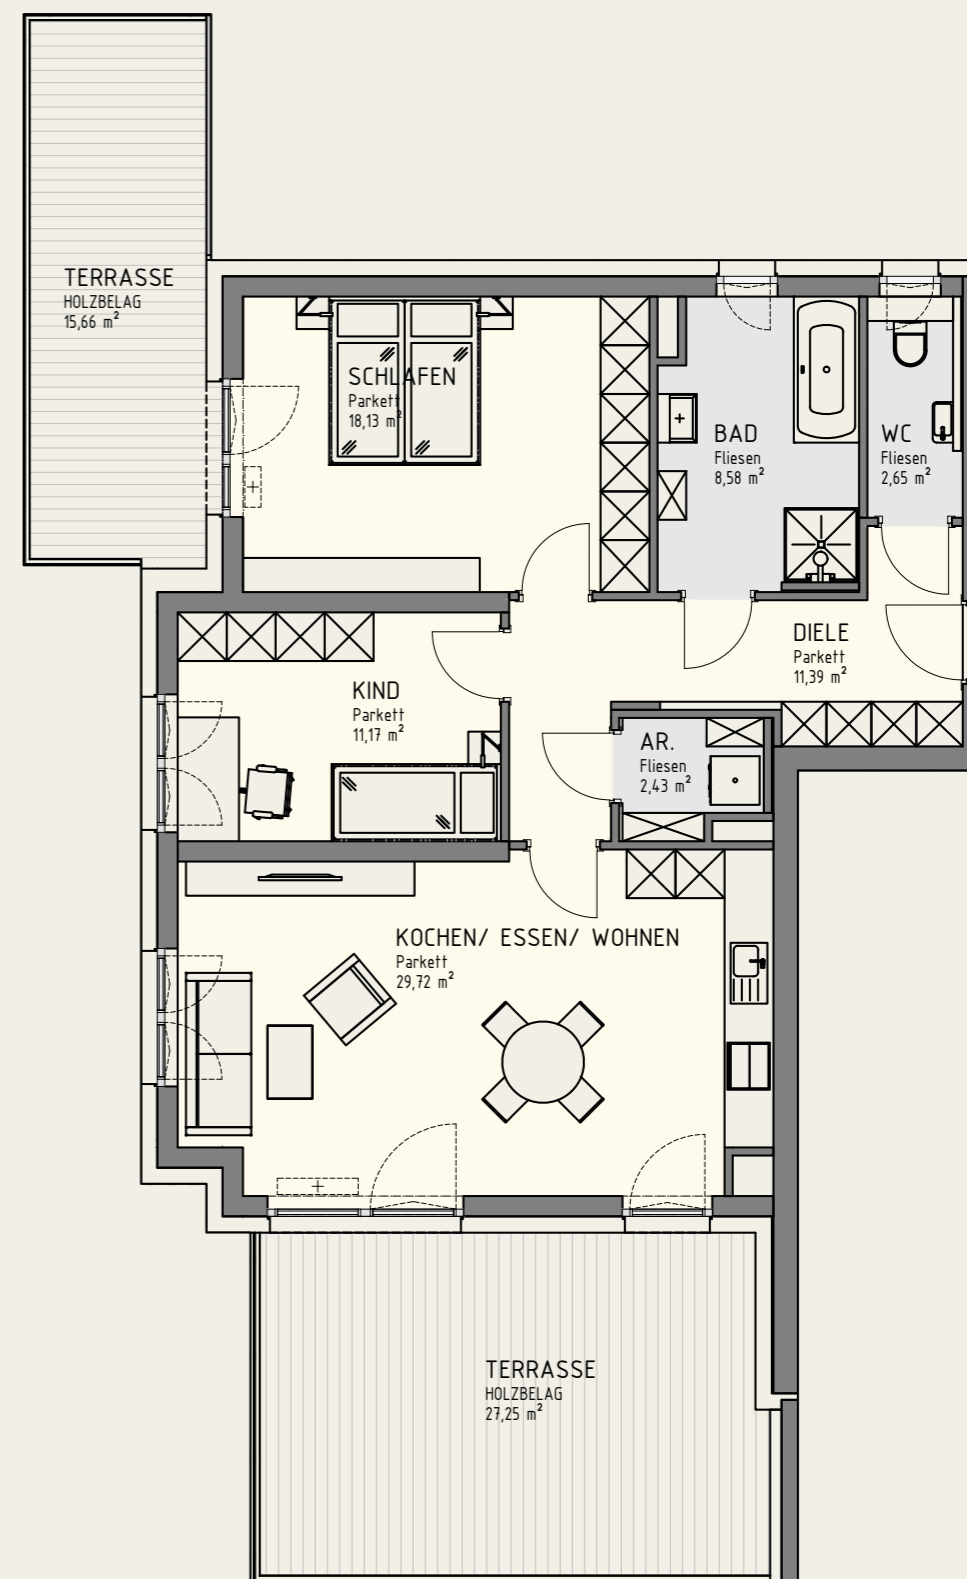 TERRASSE
HOLZBELAG
15,66 m²
SCHLAFEN
Parkett
18,13 m²
BAD
Fliesen
8,58 m²
WC
Fliesen
2,65 m²
DIELE
Parkett
11,39 m²
KIND
Parkett
11,17 m²
AR.
Fliesen
2,43 m²
KOCHEN/ ESSEN/ WOHNEN
Parkett
29,72 m²
TERRASSE
HOLZBELAG
27,25 m²